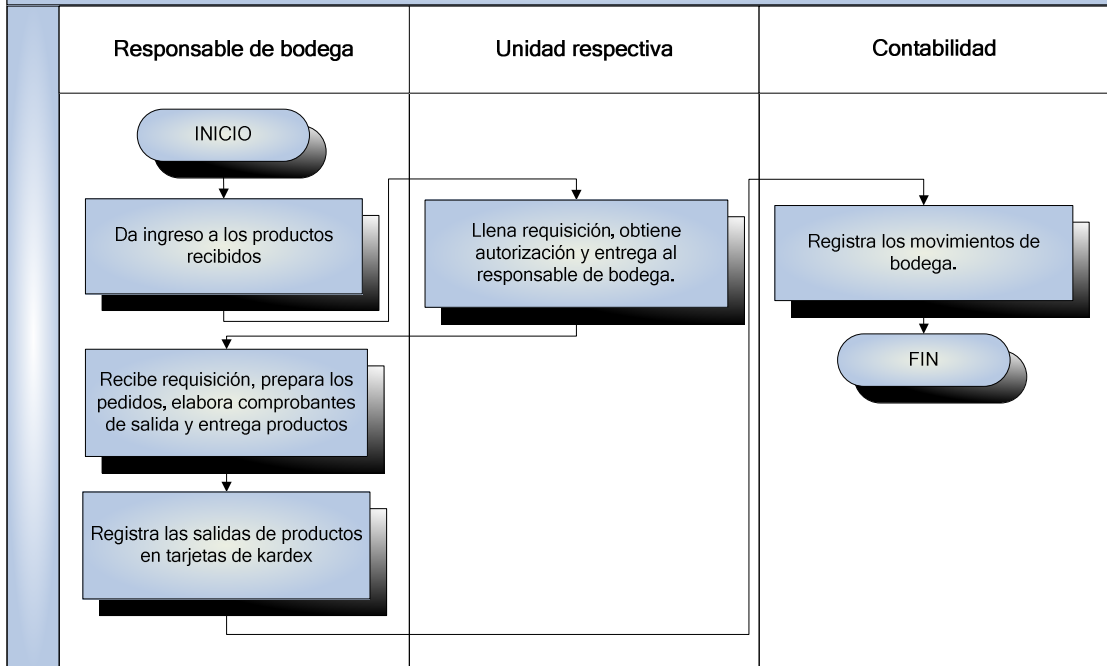 Responsable de bodega
Unidad respectiva
Contabilidad
INICIO
Da ingreso a los productos
recibidos
Llena requisición, obtiene
autorización y entrega al
responsable de bodega.
Registra los movimientos de
bodega.
Recibe requisición, prepara los
pedidos, elabora comprobantes
de salida y entrega productos
FIN
Registra las salidas de productos
en tarjetas de kardex